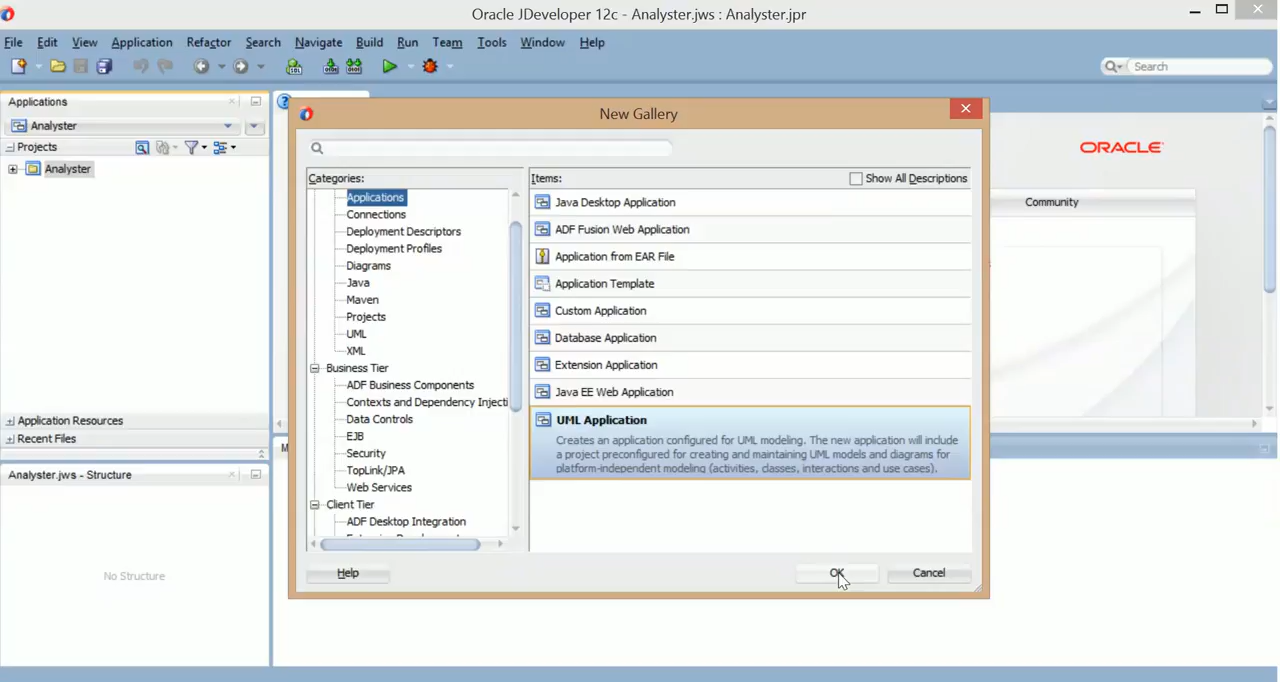 Oracle JDeveloper 12c - Analyster.jws : Analyster.jpr
File Edit View Application Refactor Search Navigate Build Run Team Tools Window Help
Search
Applications
Analyster
Projects
Analyster
Application Resources
Recent Files
Analyster.jws - Structure
No Structure
New Gallery
Categories:
Applications
Connections
Deployment Descriptors
Deployment Profiles
Diagrams
Java
Maven
Projects
UML
XML
Business Tier
ADF Business Components
Contexts and Dependency Injecti
Data Controls
EJB
Security
TopLink/JPA
Web Services
Client Tier
ADF Desktop Integration
Items:
Show All Descriptions
Java Desktop Application
ADF Fusion Web Application
Application from EAR File
Application Template
Custom Application
Database Application
Extension Application
Java EE Web Application
UML Application
Creates an application configured for UML modeling. The new application will include
a project preconfigured for creating and maintaining UML models and diagrams for
platform-independent modeling (activities, classes, interactions and use cases).
Help
OK
Cancel
ORACLE
Community